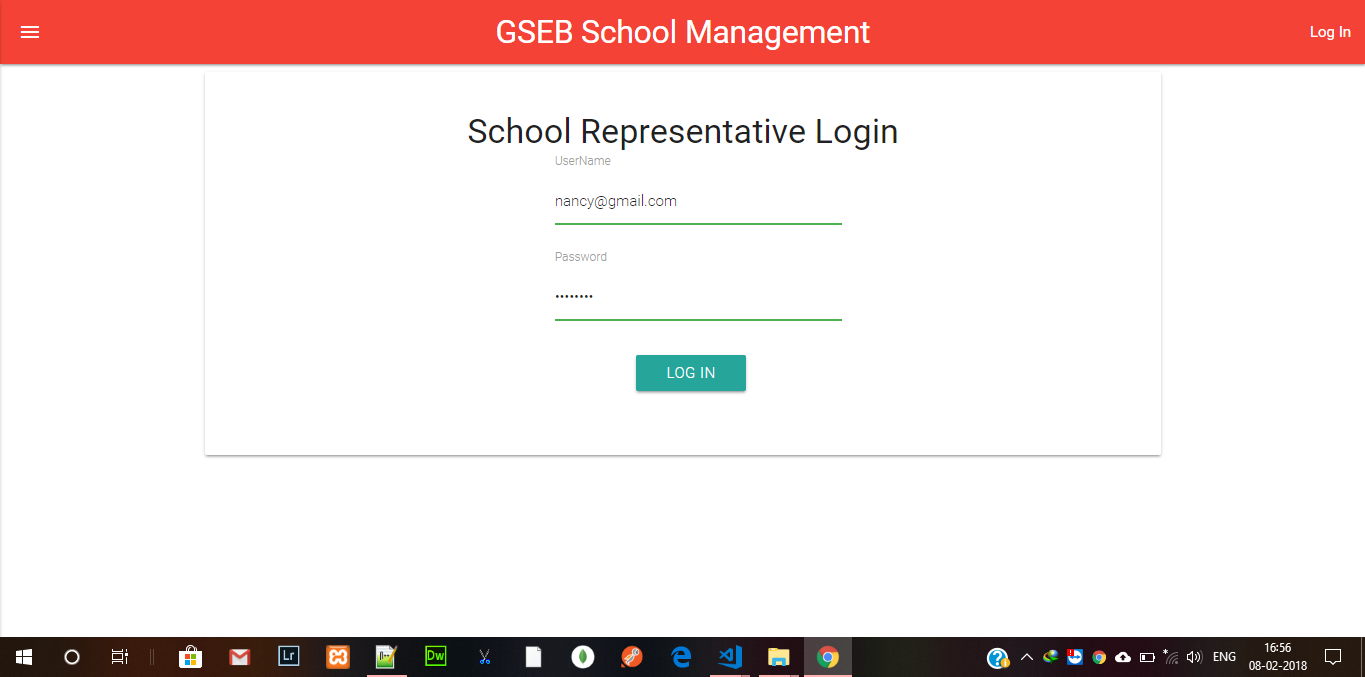 GSEB School Management
Log In
School Representative Login
UserName
nancy@gmail.com
Password
••••••••
LOG IN
Lr
Dw
ENG
16:56
08-02-2018